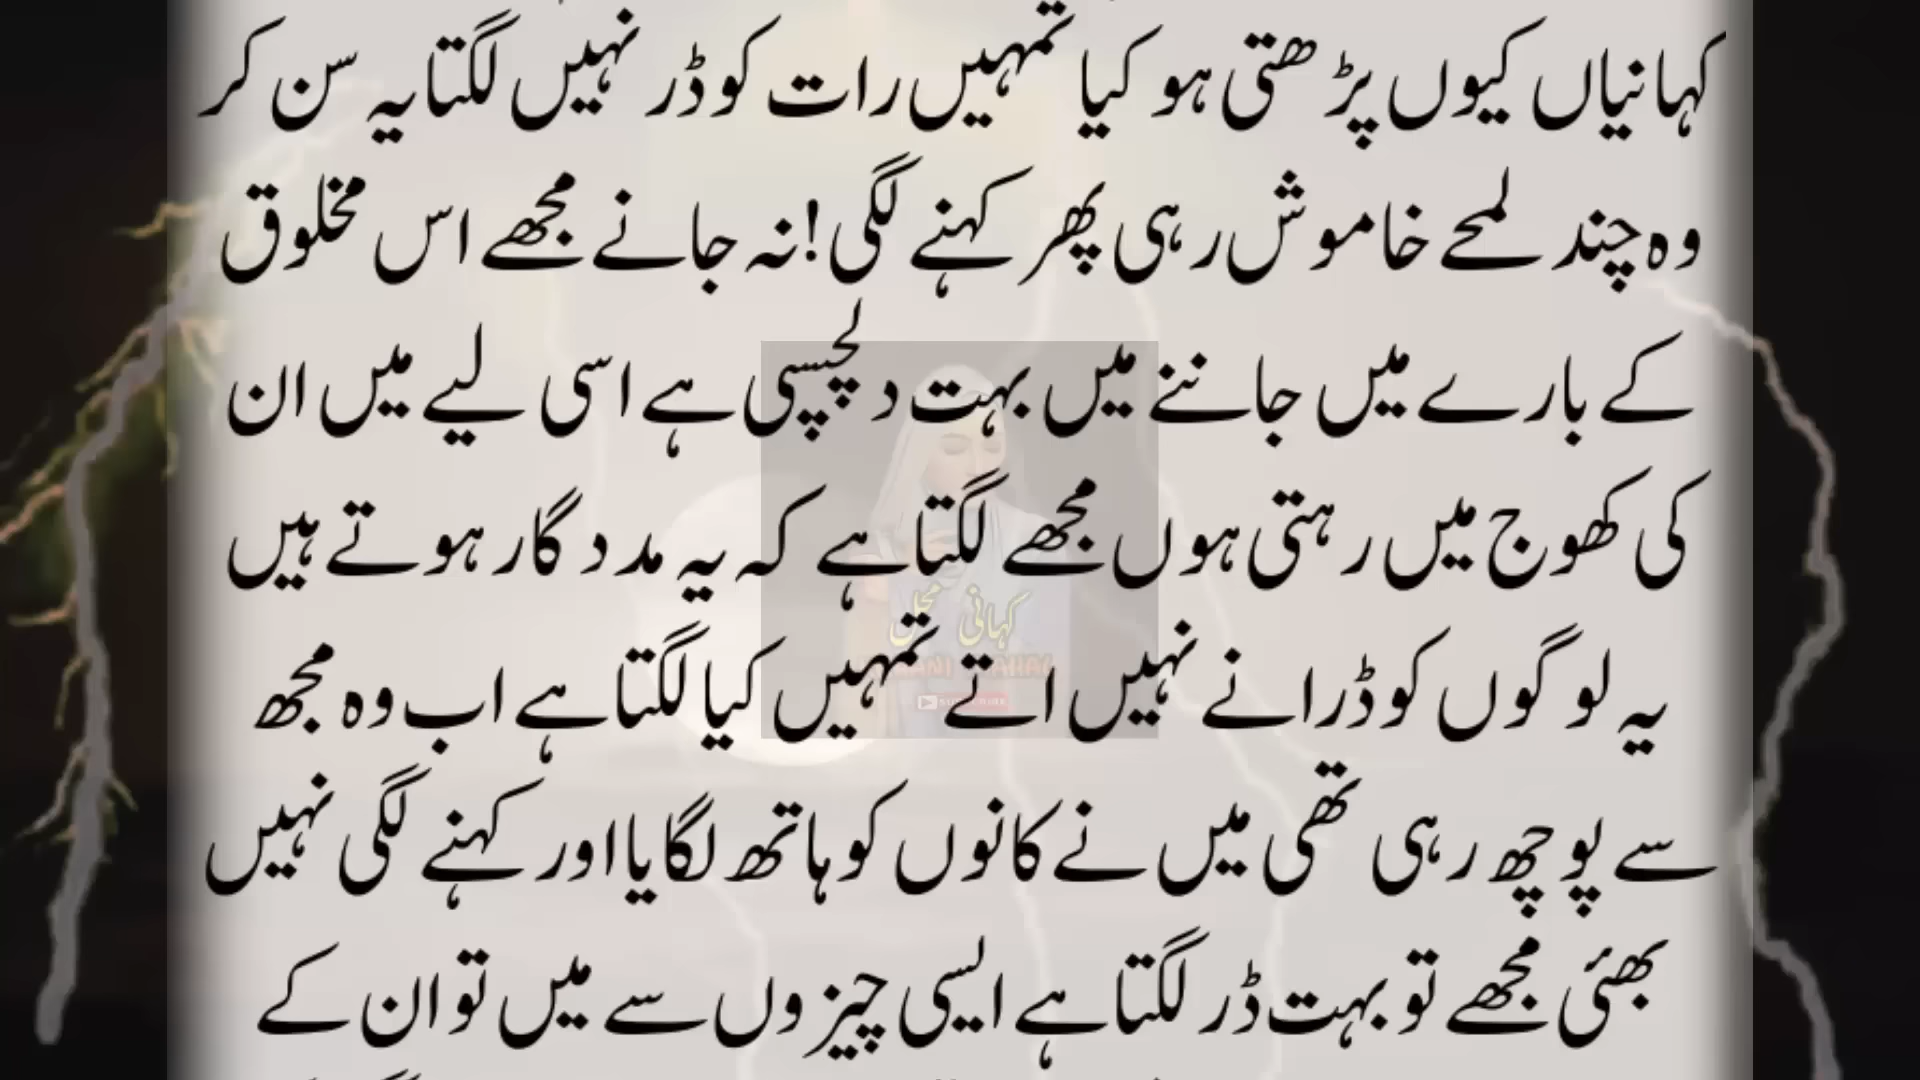 کہانیاں کیوں پڑھتی ہو کیا تمہیں رات کو ڈر نہیں لگتا یہ سن کر
وہ چند لمحے خاموش رہی پھر کہنے لگی! نہ جانے مجھے اس مخلوق
کے بارے میں جاننے میں بہت دلچسپی ہے اسی لیے میں ان
کی کھوج میں رہتی ہوں مجھے لگتا ہے کہ یہ مددگار ہوتے ہیں
یہ لوگوں کو ڈرانے نہیں اتے تمہیں کیا لگتا ہے اب وہ مجھ
سے پوچھ رہی تھی میں نے کانوں کو ہاتھ لگایا اور کہنے لگی نہیں
بھئی مجھے تو بہت ڈر لگتا ہے ایسی چیزوں سے میں تو ان کے
کہانی محل
SUBSCRIBE